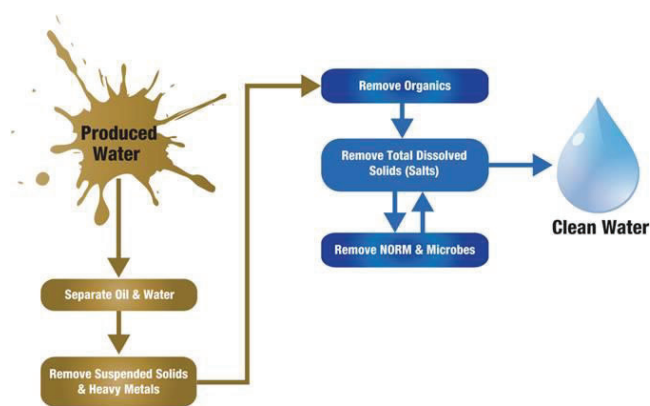 Produced
Water
Separate Oil & Water
Remove Suspended Solids
& Heavy Metals
Remove Organics
Remove Total Dissolved
Solids (Salts)
Remove NORM & Microbes
Clean Water